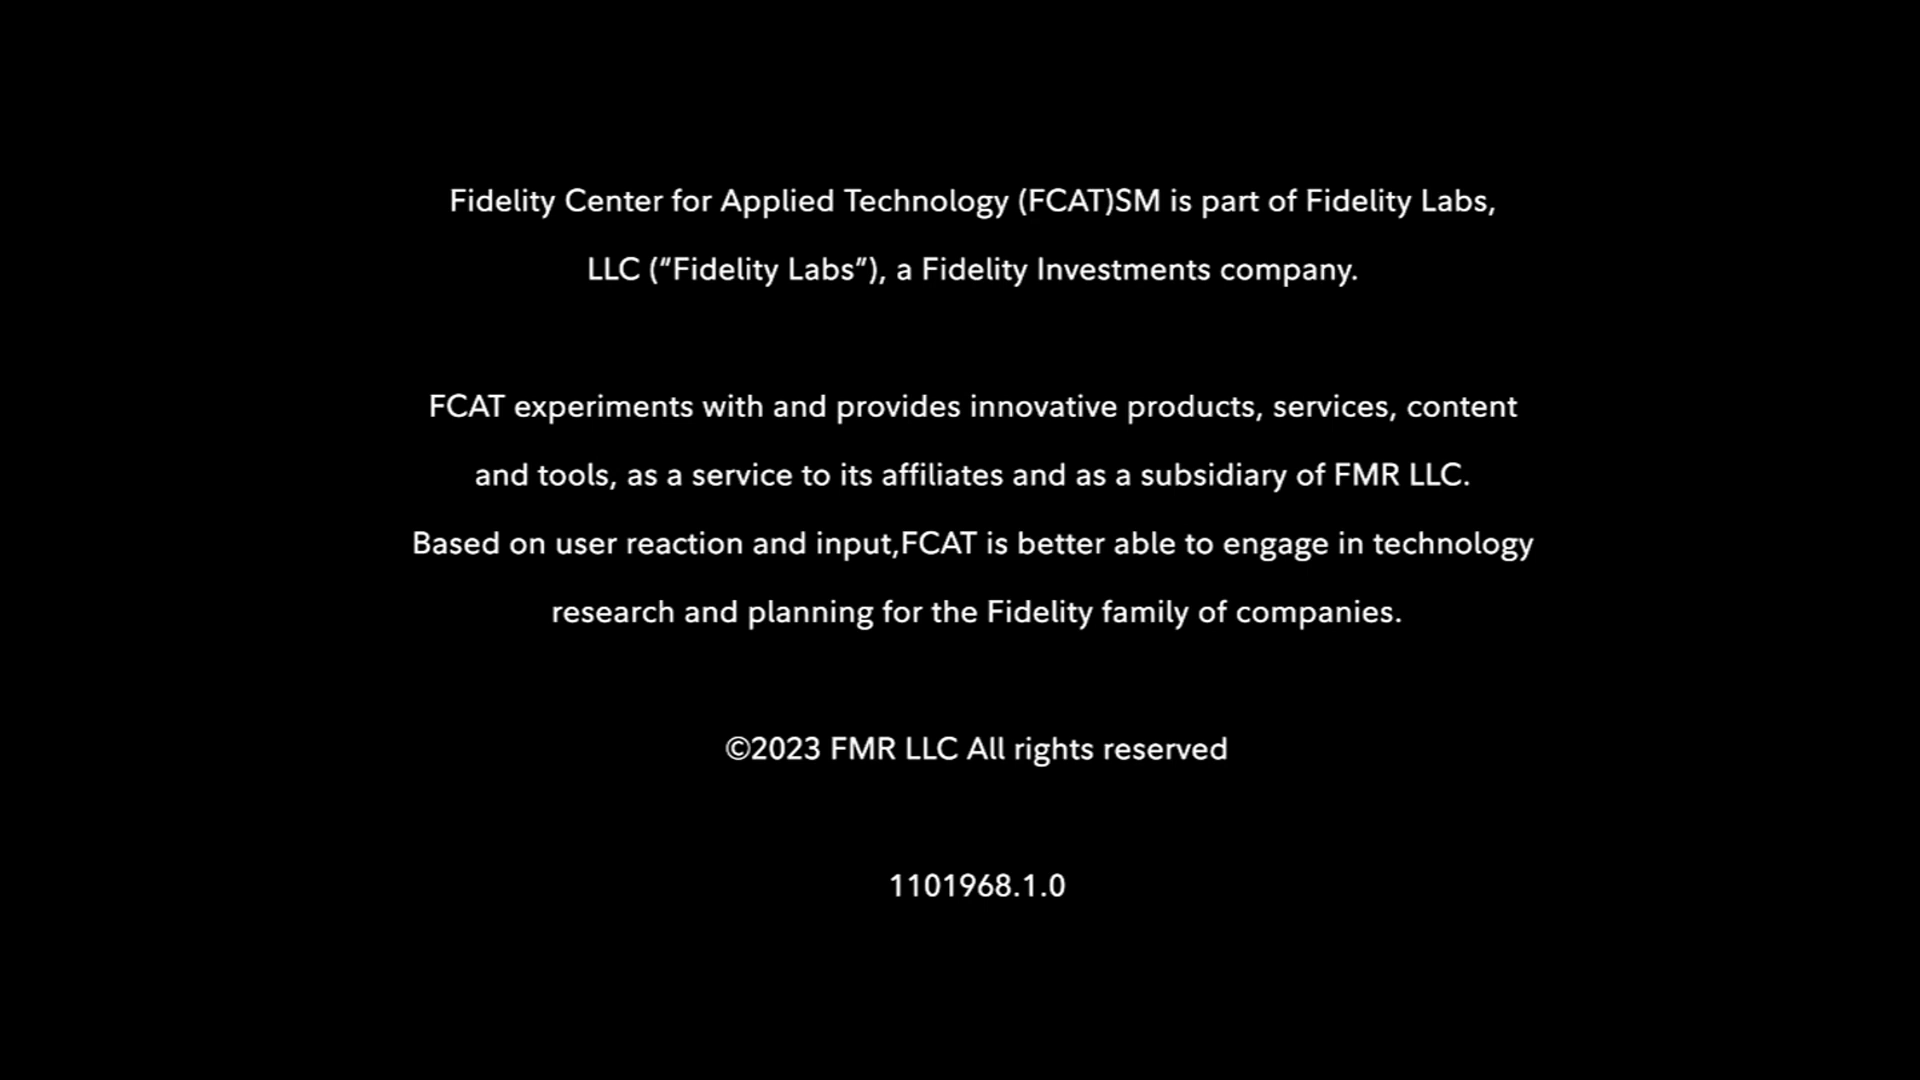 Fidelity Center for Applied Technology (FCAT)SM is part of Fidelity Labs,
LLC ("Fidelity Labs"), a Fidelity Investments company.
FCAT experiments with and provides innovative products, services, content
and tools, as a service to its affiliates and as a subsidiary of FMR LLC.
Based on user reaction and input,FCAT is better able to engage in technology
research and planning for the Fidelity family of companies.
©2023 FMR LLC All rights reserved
1101968.1.0